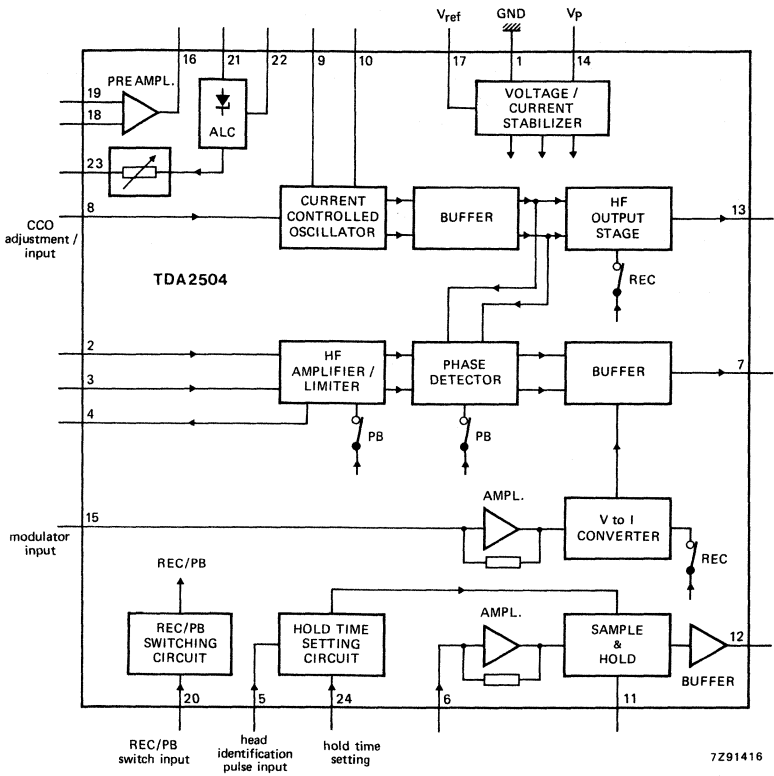 Vref
GND
VP
16
21
22
9
10
17
1
14
PREAMPL.
19
18
ALC
VOLTAGE /
CURRENT
STABILIZER
23
8
CCO
adjustment /
input
CURRENT
CONTROLLED
OSCILLATOR
BUFFER
HF
OUTPUT
STAGE
13
REC
TDA2504
2
3
4
HF
AMPLIFIER /
LIMITER
PHASE
DETECTOR
BUFFER
7
PB
PB
15
modulator
input
AMPL.
V to I
CONVERTER
REC
REC/PB
REC/PB
SWITCHING
CIRCUIT
HOLD TIME
SETTING
CIRCUIT
AMPL.
SAMPLE
&
HOLD
12
BUFFER
20
5
24
6
11
REC/PB
switch input
head
identification
pulse input
hold time
setting
7Z91416